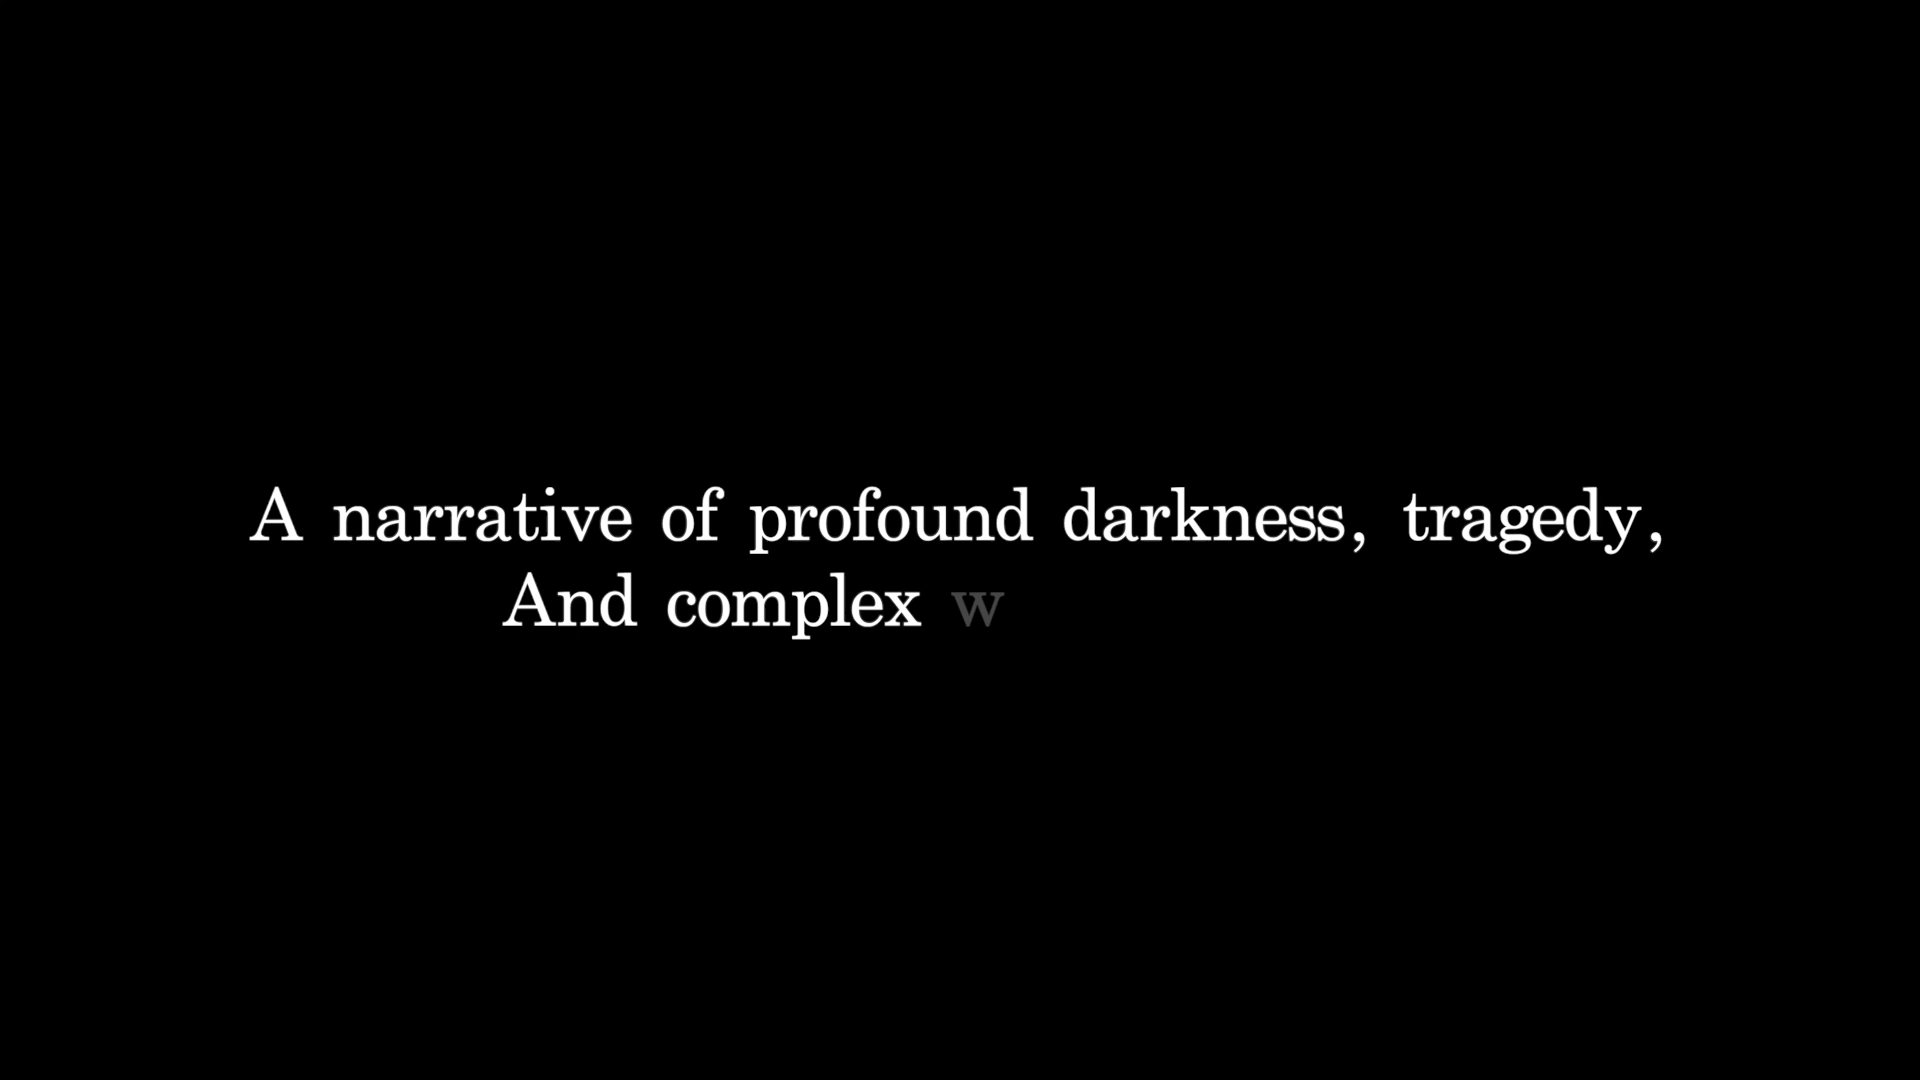 A narrative of profound darkness, tragedy,
And complex w